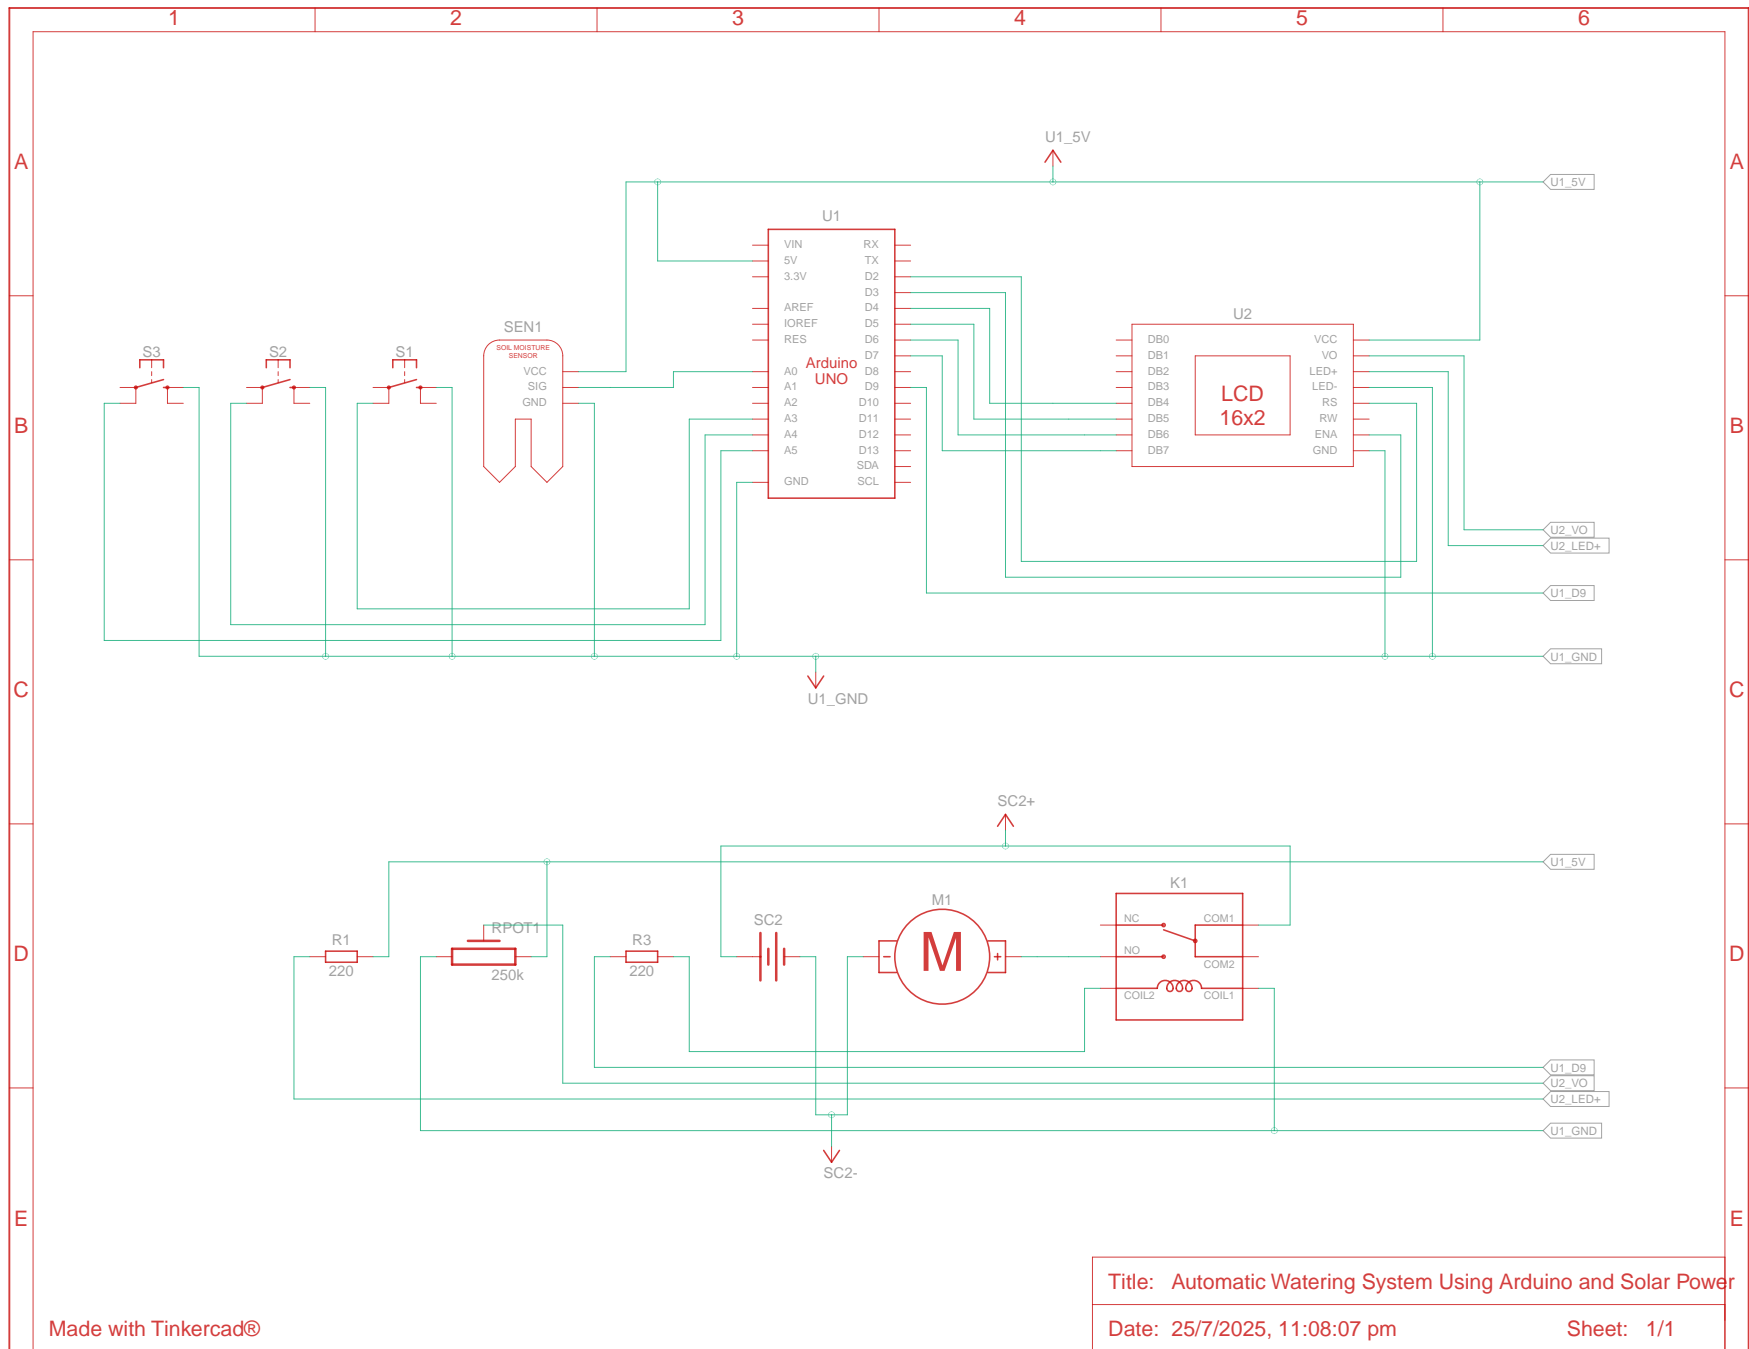 1 2 3 4 5 6
A A
U1_5V
U1_5V
U1
VIN RX
5V TX
3.3V D2
D3
AREF D4
IOREF D5
RES D6
D7
A0 D8
A1 D9
A2 D10
A3 D11
A4 D12
A5 D13
SDA
GND SCL
Arduino
UNO
B B
S3 S2 S1
SEN1
SOIL MOISTURE
SENSOR
VCC
SIG
GND
U2
DB0 VCC
DB1 VO
DB2 LED+
DB3 LED-
DB4 RS
DB5 RW
DB6 ENA
DB7 GND
LCD
16x2
U2_VO
U2_LED+
U1_D9
U1_GND
C C
U1_GND
SC2+
U1_5V
D D
R1
220
RPOT1
250k
R3
220
SC2
M1
- M +
K1
NC COM1
NO COM2
COIL2 COIL1
U1_D9
U2_VO
U2_LED+
U1_GND
SC2-
E E
Title: Automatic Watering System Using Arduino and Solar Power
Made with Tinkercad®
Date: 25/7/2025, 11:08:07 pm Sheet: 1/1